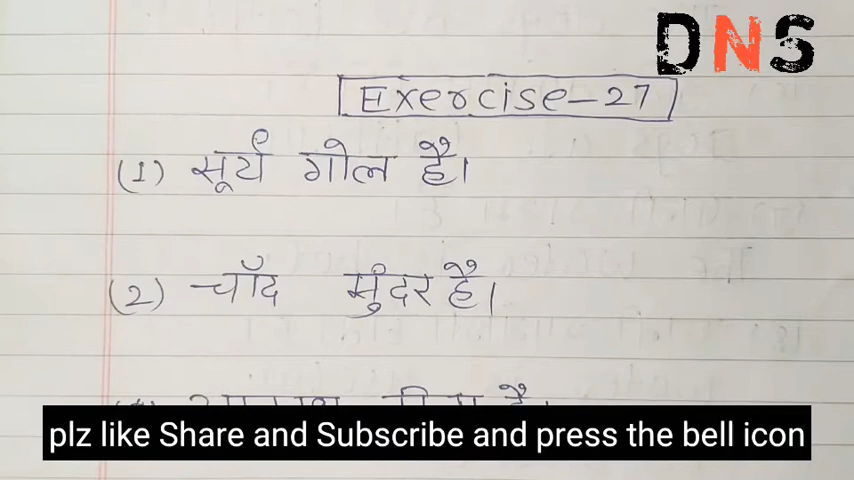 DNS
Exercise-27
(1) सूर्य गोल है।
(2) चाँद सुंदर है।
है।
plz like Share and Subscribe and press the bell icon